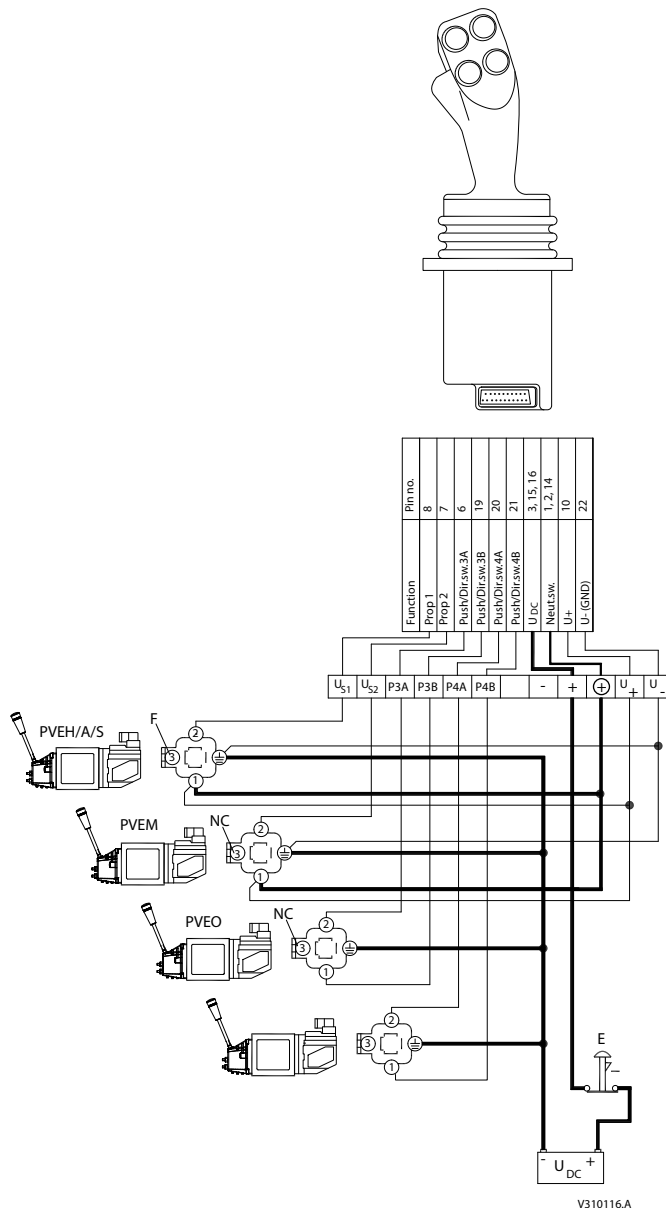 Function Pin no.
Prop 1 8
Prop 2 7
Push/Dir.sw.3A 6
Push/Dir.sw.3B 19
Push/Dir.sw.4A 20
Push/Dir.sw.4B 21
U DC 3, 15, 16
Neut.sw. 1, 2, 14
U+ 10
U- (GND) 22
US1 US2 P3A P3B P4A P4B - + + U+ U-
PVEH/A/S
F
2
3
1
PVEM
NC
2
3
1
PVEO
NC
2
3
1
2
3
1
E
- UDC +
V310116.A